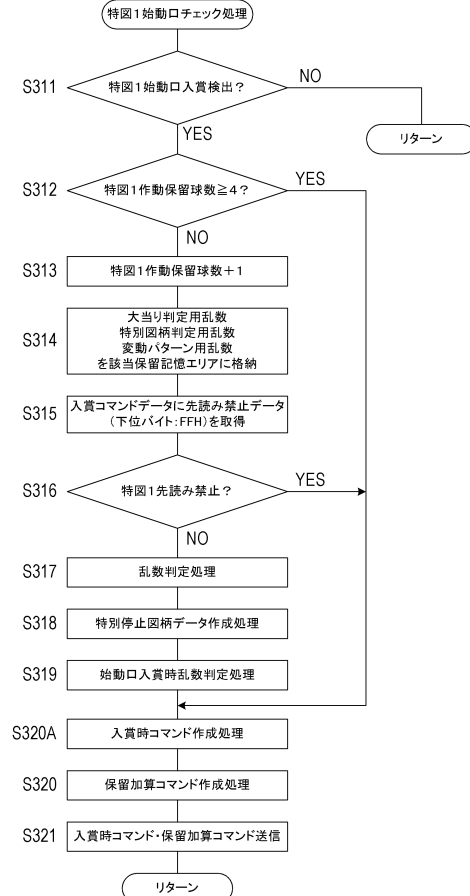 特図1始動口チェック処理
S311
特図1始動口入賞検出?
NO
リターン
YES
S312
特図1作動保留球数≧4?
YES
NO
S313
特図1作動保留球数+1
S314
大当り判定用乱数
特別図柄判定用乱数
変動パターン用乱数
を該当保留記憶エリアに格納
S315
入賞コマンドデータに先読み禁止データ
(下位バイト:FFH)を取得
S316
特図1先読み禁止?
YES
NO
S317
乱数判定処理
S318
特別停止図柄データ作成処理
S319
始動口入賞時乱数判定処理
S320A
入賞時コマンド作成処理
S320
保留加算コマンド作成処理
S321
入賞時コマンド・保留加算コマンド送信
リターン